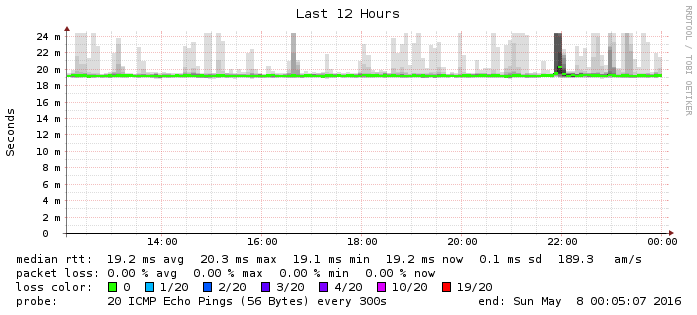 Last 12 Hours
RRDTOOL / TOBI OETIKER
Seconds
24 m
22 m
20 m
18 m
16 m
14 m
12 m
10 m
8 m
6 m
4 m
2 m
0
14:00 16:00 18:00 20:00 22:00 00:00
median rtt: 19.2 ms avg 20.3 ms max 19.1 ms min 19.2 ms now 0.1 ms sd 189.3 am/s
packet loss: 0.00 % avg 0.00 % max 0.00 % min 0.00 % now
loss color: 0 1/20 2/20 3/20 4/20 10/20 19/20
probe: 20 ICMP Echo Pings (56 Bytes) every 300s end: Sun May 8 00:05:07 2016